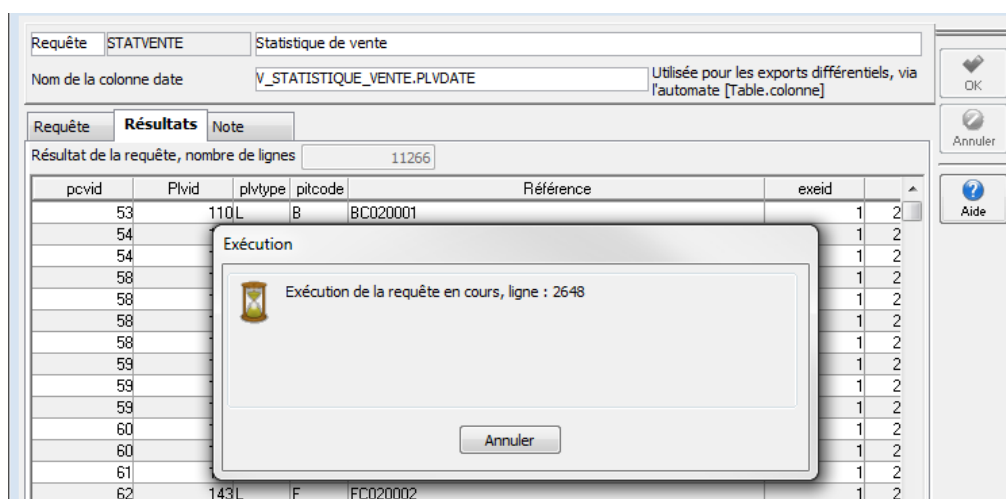 Requête STATVENTE Statistique de vente
Nom de la colonne date V_STATISTIQUE_VENTE.PLVDATE Utilisée pour les exports différentiels, via
l'automate [Table.colonne]
OK
Annuler
Aide
Requête Résultats Note
Résultat de la requête, nombre de lignes 11266
pcvid Plvid plvtype pitcode Référence exeid
53 110 L B BC020001 1 2
54 1 2
54 1 2
58 1 2
58 1 2
58 1 2
58 1 2
59 1 2
59 1 2
59 1 2
60 1 2
60 1 2
61 1 2
62 143 L F FC020002 1 2
Exécution
Exécution de la requête en cours, ligne : 2648
Annuler